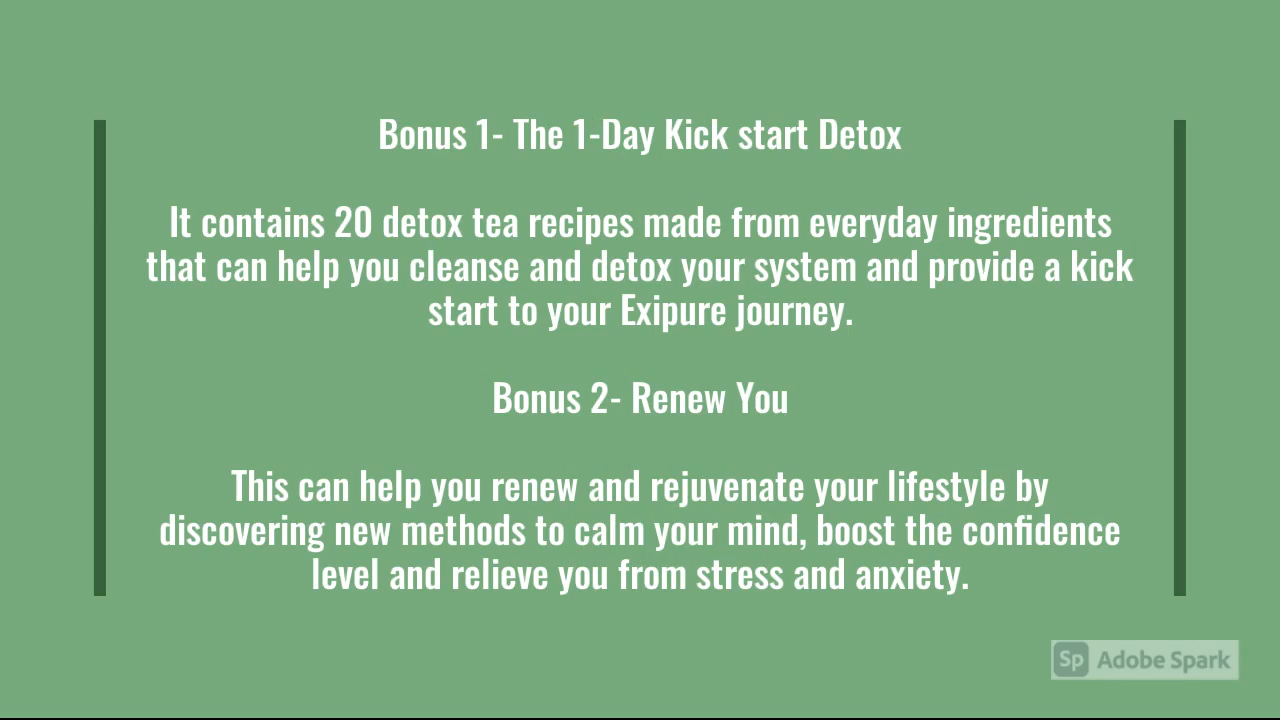 Bonus 1- The 1-Day Kick start Detox
It contains 20 detox tea recipes made from everyday ingredients
that can help you cleanse and detox your system and provide a kick
start to your Exipure journey.
Bonus 2- Renew You
This can help you renew and rejuvenate your lifestyle by
discovering new methods to calm your mind, boost the confidence
level and relieve you from stress and anxiety.
Sp Adobe Spark